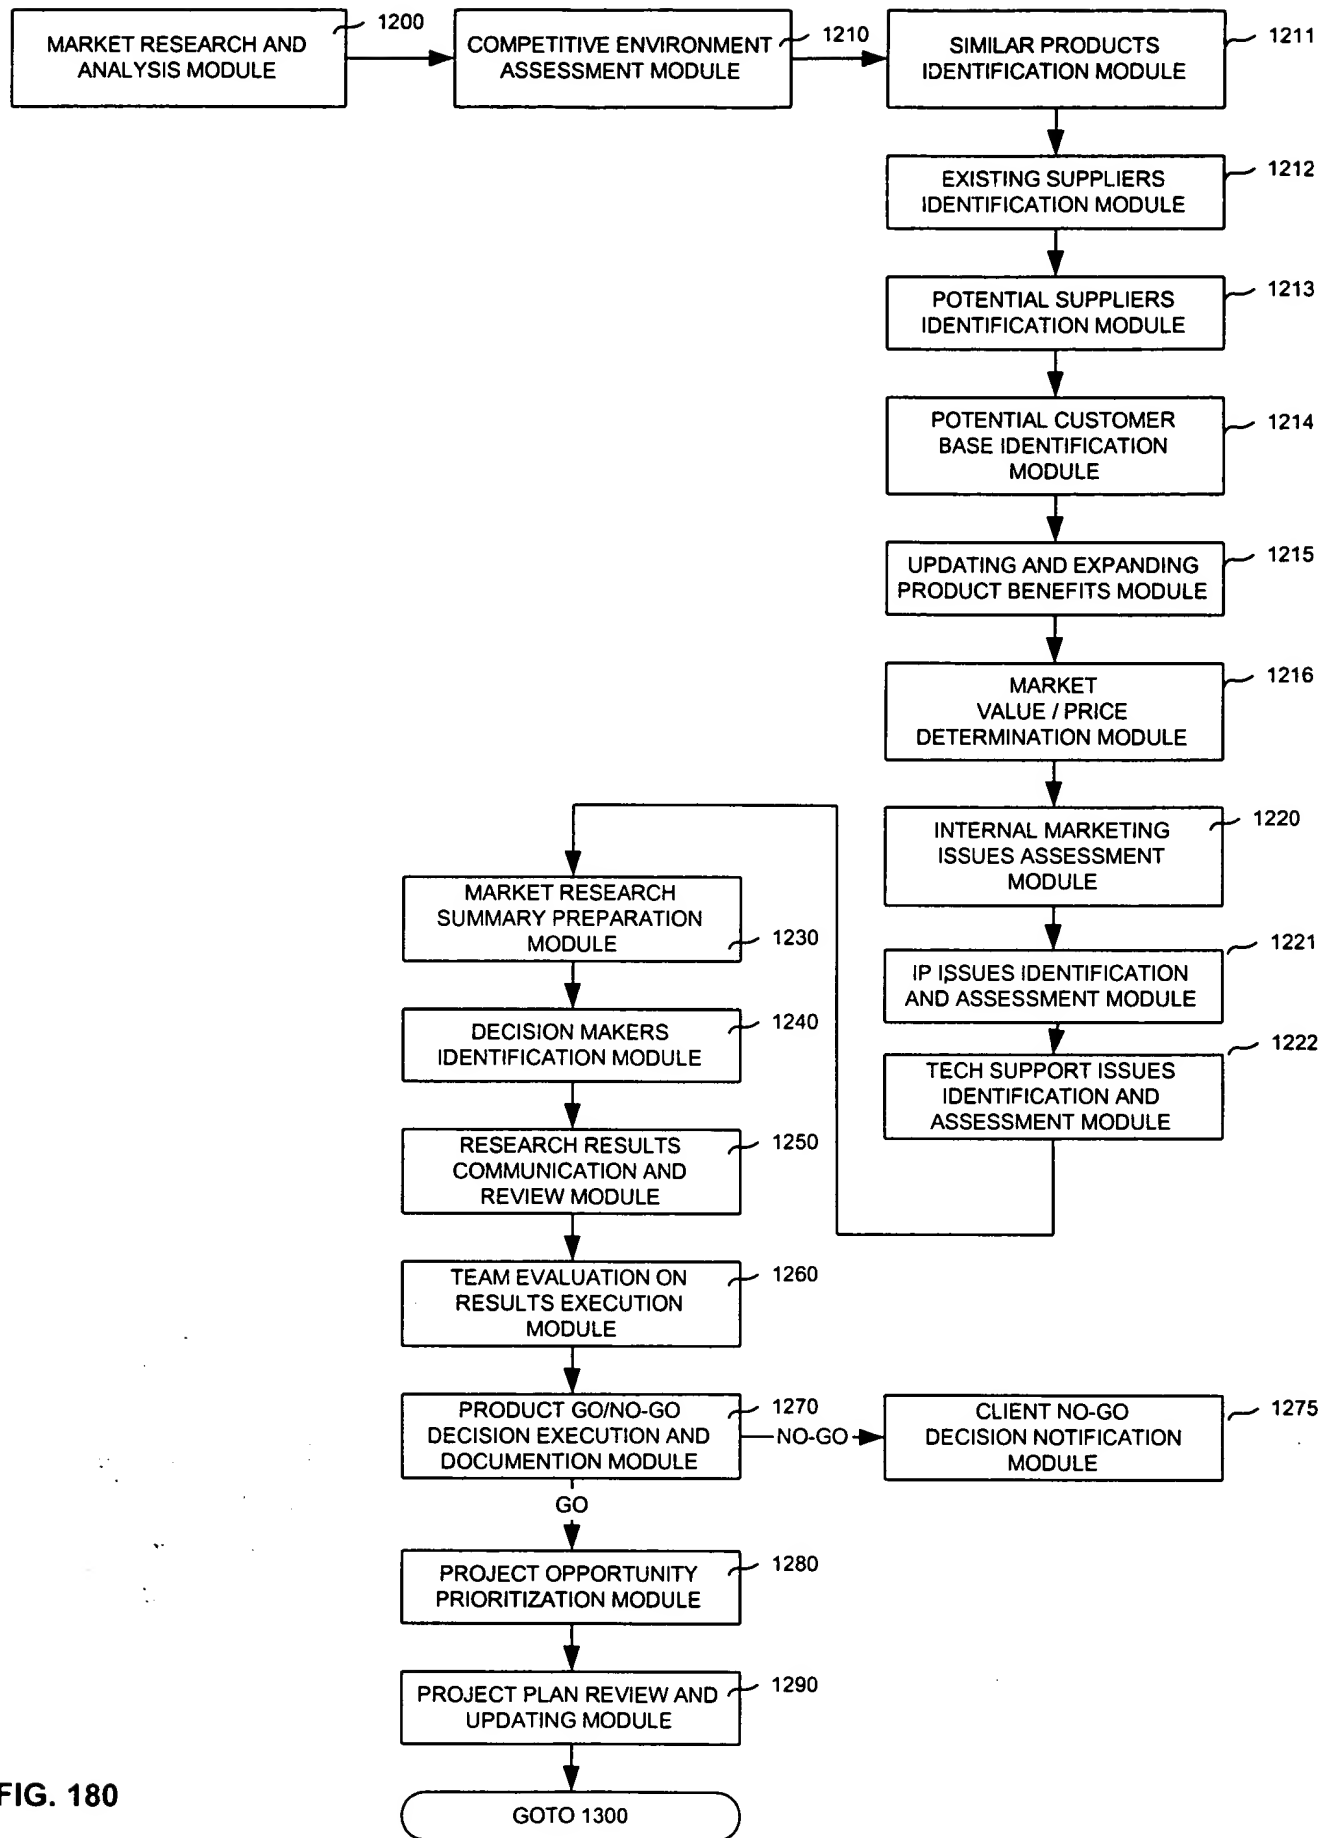 MARKET RESEARCH AND
ANALYSIS MODULE
1200
COMPETITIVE ENVIRONMENT
ASSESSMENT MODULE
1210
SIMILAR PRODUCTS
IDENTIFICATION MODULE
1211
EXISTING SUPPLIERS
IDENTIFICATION MODULE
1212
POTENTIAL SUPPLIERS
IDENTIFICATION MODULE
1213
POTENTIAL CUSTOMER
BASE IDENTIFICATION
MODULE
1214
UPDATING AND EXPANDING
PRODUCT BENEFITS MODULE
1215
MARKET
VALUE / PRICE
DETERMINATION MODULE
1216
INTERNAL MARKETING
ISSUES ASSESSMENT
MODULE
1220
IP ISSUES IDENTIFICATION
AND ASSESSMENT MODULE
1221
TECH SUPPORT ISSUES
IDENTIFICATION AND
ASSESSMENT MODULE
1222
MARKET RESEARCH
SUMMARY PREPARATION
MODULE
1230
DECISION MAKERS
IDENTIFICATION MODULE
1240
RESEARCH RESULTS
COMMUNICATION AND
REVIEW MODULE
1250
TEAM EVALUATION ON
RESULTS EXECUTION
MODULE
1260
PRODUCT GO/NO-GO
DECISION EXECUTION AND
DOCUMENTION MODULE
1270
NO-GO
CLIENT NO-GO
DECISION NOTIFICATION
MODULE
1275
GO
PROJECT OPPORTUNITY
PRIORITIZATION MODULE
1280
PROJECT PLAN REVIEW AND
UPDATING MODULE
1290
GOTO 1300
FIG. 180